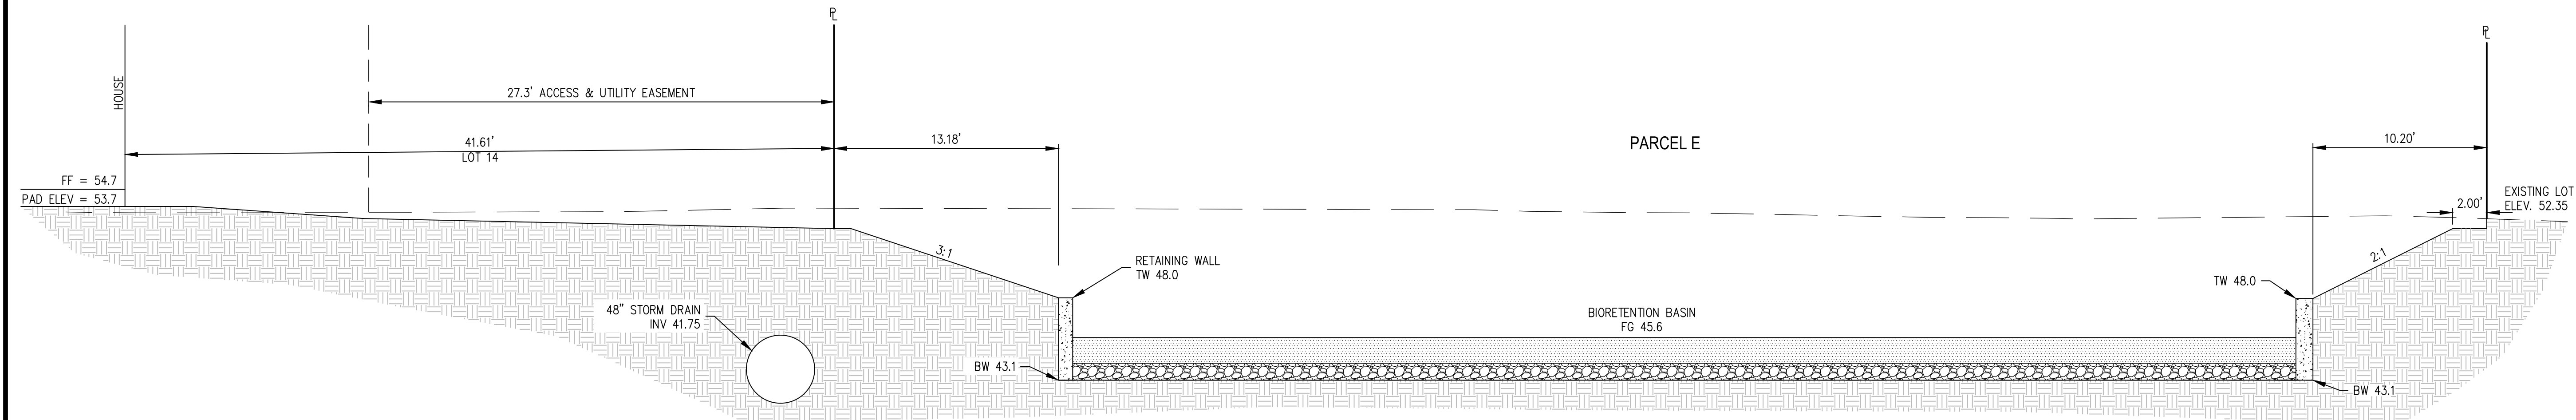 ℄
℄
HOUSE
27.3' ACCESS & UTILITY EASEMENT
41.61'
LOT 14
13.18'
PARCEL E
10.20'
FF = 54.7
PAD ELEV = 53.7
2.00'
EXISTING LOT
ELEV. 52.35
3:1
2:1
RETAINING WALL
TW 48.0
TW 48.0
48" STORM DRAIN
INV 41.75
BIORETENTION BASIN
FG 45.6
BW 43.1
BW 43.1